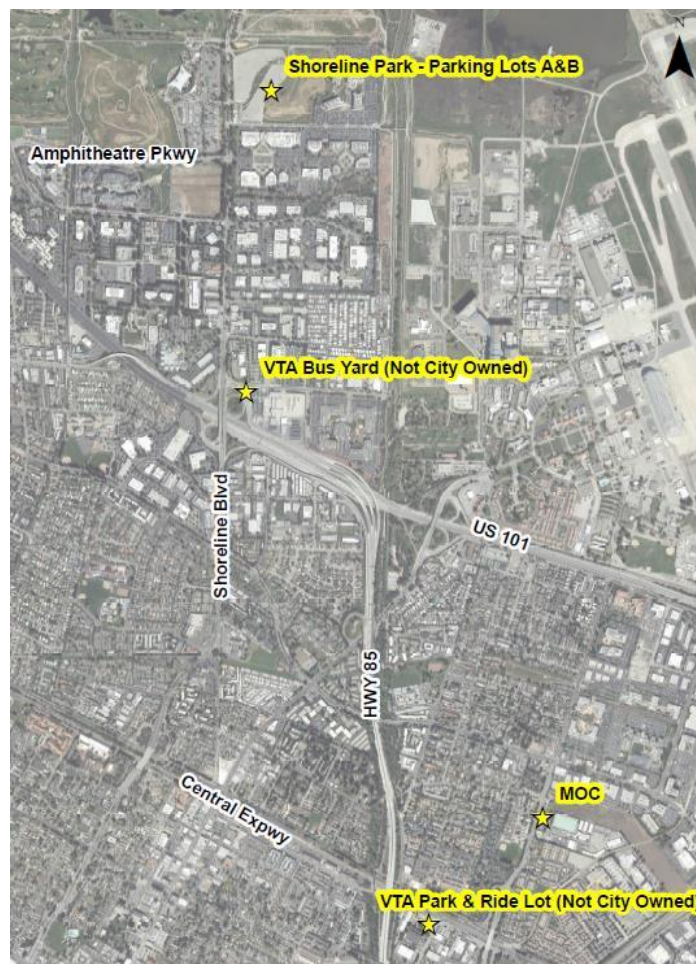 N
Shoreline Park - Parking Lots A&B
Amphitheatre Pkwy
VTA Bus Yard (Not City Owned)
Shoreline Blvd
US 101
HWY 85
MOC
Central Expwy
VTA Park & Ride Lot (Not City Owned)